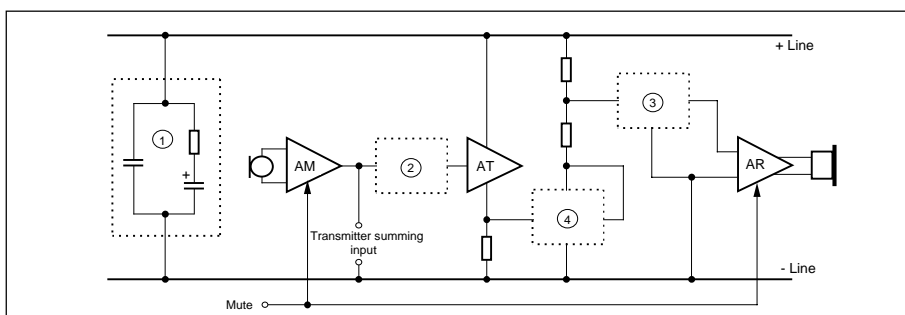 + Line
1
3
+
AM
2
AT
AR
4
Transmitter summing
input
- Line
Mute